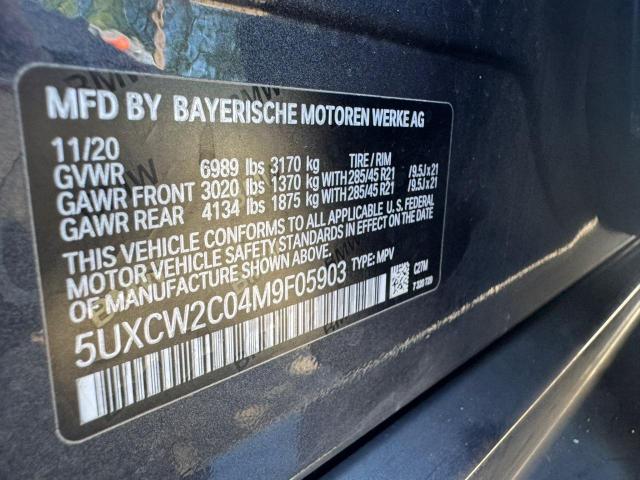 MFD BY BAYERISCHE MOTOREN WERKE AG
11/20 TIRE / RIM
GVWR 6989 lbs 3170 kg
GAWR FRONT 3020 lbs 1370 kg WITH 285/45 R21 /9.5J x 21
GAWR REAR 4134 lbs 1875 kg WITH 285/45 R21 /9.5J x 21
THIS VEHICLE CONFORMS TO ALL APPLICABLE U.S. FEDERAL
MOTOR VEHICLE SAFETY STANDARDS IN EFFECT ON THE DATE
OF MANUFACTURE SHOWN ABOVE. TYPE: MPV
5UXCW2C04M9F05903
C27M